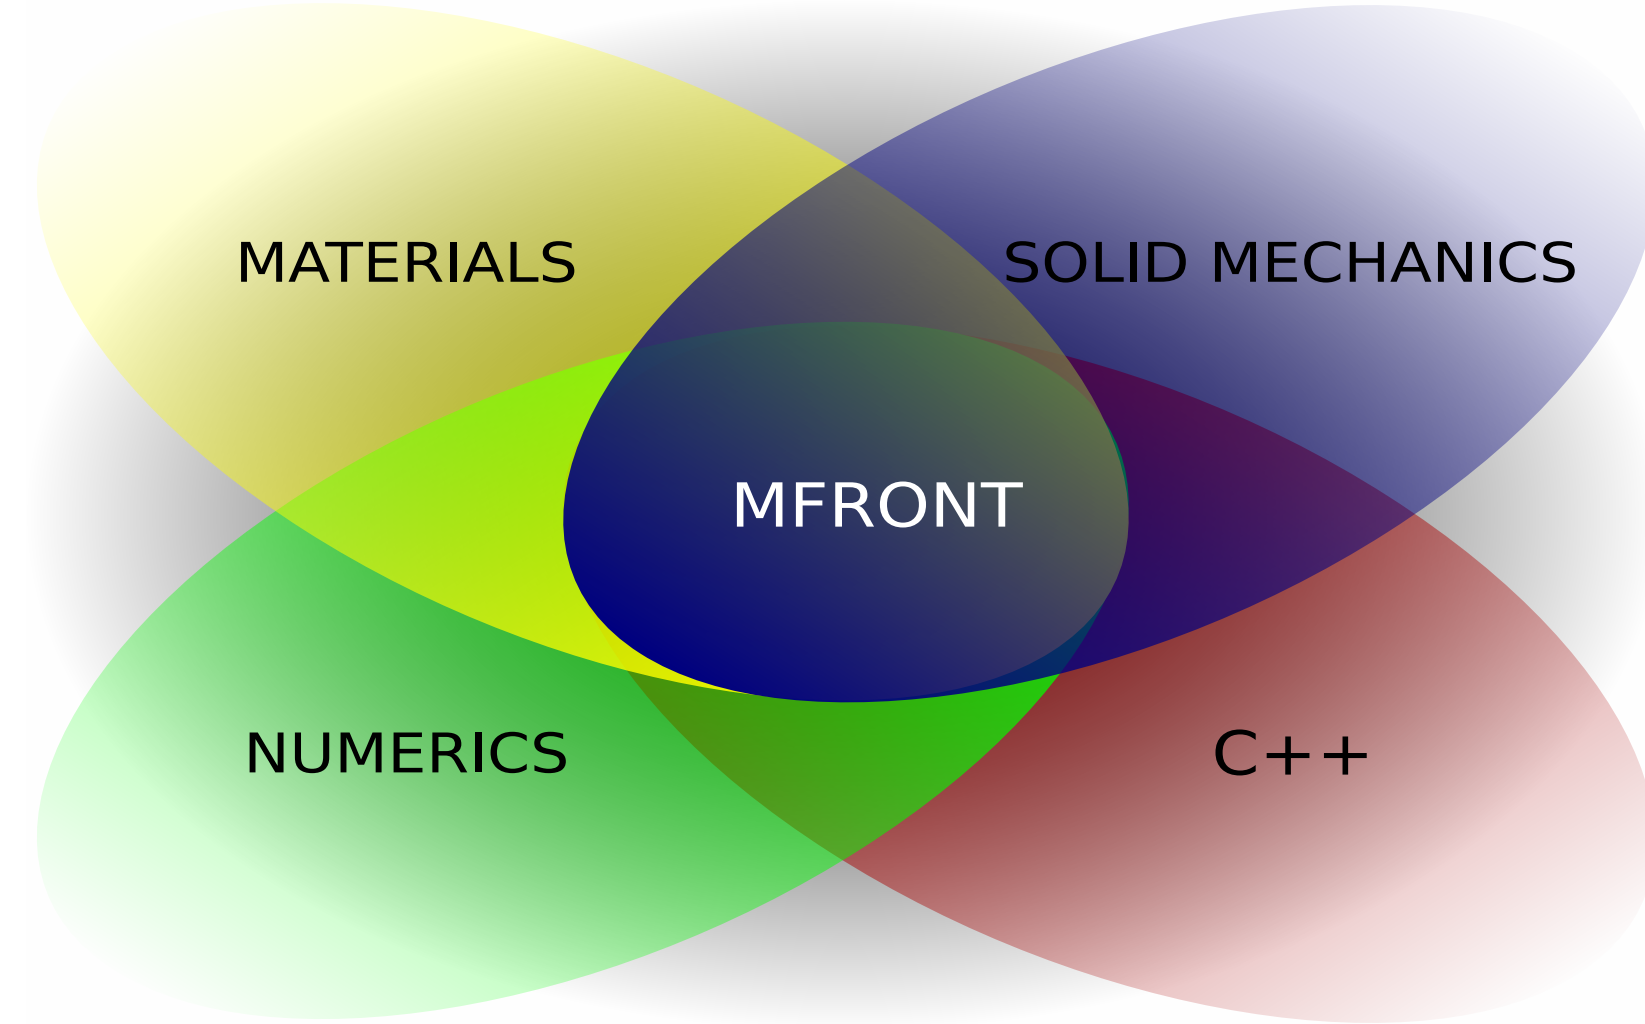 MATERIALS
SOLID MECHANICS
MFRONT
NUMERICS
C++